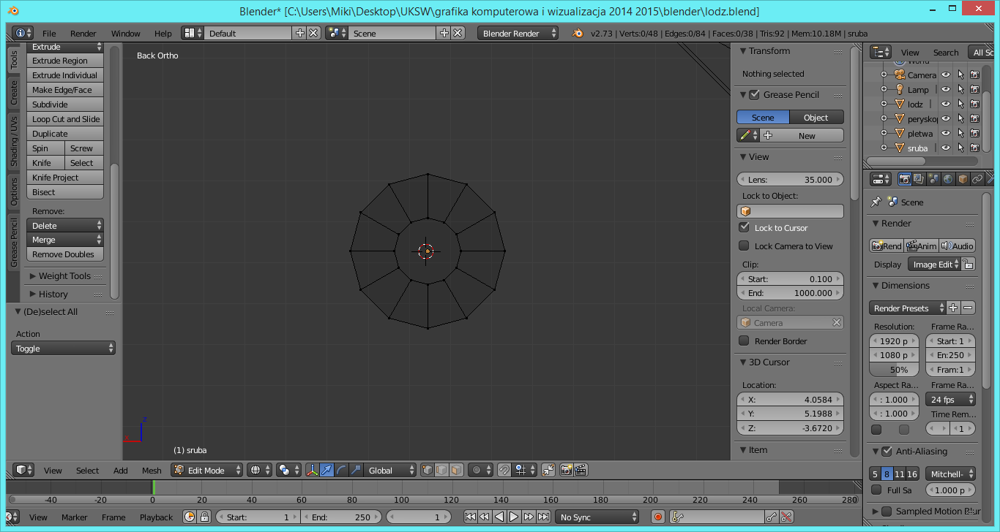 Blender* [C:\Users\Miki\Desktop\UKSW\grafika komputerowa i wizualizacja 2014 2015\blender\lodz.blend]
File Render Window Help Default Scene Blender Render v2.73 | Verts:0/48 | Edges:0/84 | Faces:0/38 | Tris:92 | Mem:10.18M | sruba
Tools
Create
Shading / UVs
Options
Grease Pencil
Extrude
Extrude Region
Extrude Individual
Make Edge/Face
Subdivide
Loop Cut and Slide
Duplicate
Spin Screw
Knife Select
Knife Project
Bisect
Remove:
Delete
Merge
Remove Doubles
Weight Tools
History
(De)select All
Action
Toggle
Back Ortho
z
x
(1) sruba
Transform
Nothing selected
Grease Pencil
Scene Object
New
View
Lens: 35.000
Lock to Object:
Lock to Cursor
Lock Camera to View
Clip:
Start: 0.100
End: 1000.000
Local Camera:
Camera
Render Border
3D Cursor
Location:
X: 4.0584
Y: 5.1988
Z: -3.6720
Item
View Search All Sc
World
Camera
Lamp
lodz
perysko
pletwa
sruba
Scene
Render
Rend Anim Audio
Display Image Edit
Dimensions
Render Presets
Resolution: Frame Ra...
1920 p Start: 1
1080 p En:250
50% Fram:1
Aspect Ra... Frame Ra...
: 1.000 24 fps
: 1.000 Time Rem...
1
Anti-Aliasing
5 8 11 16 Mitchell-
Full Sa 1.000 p
Sampled Motion Blur
View Select Add Mesh Edit Mode Global
-40 -20 0 20 40 60 80 100 120 140 160 180 200 220 240 260 280
View Marker Frame Playback Start: 1 End: 250 1 No Sync